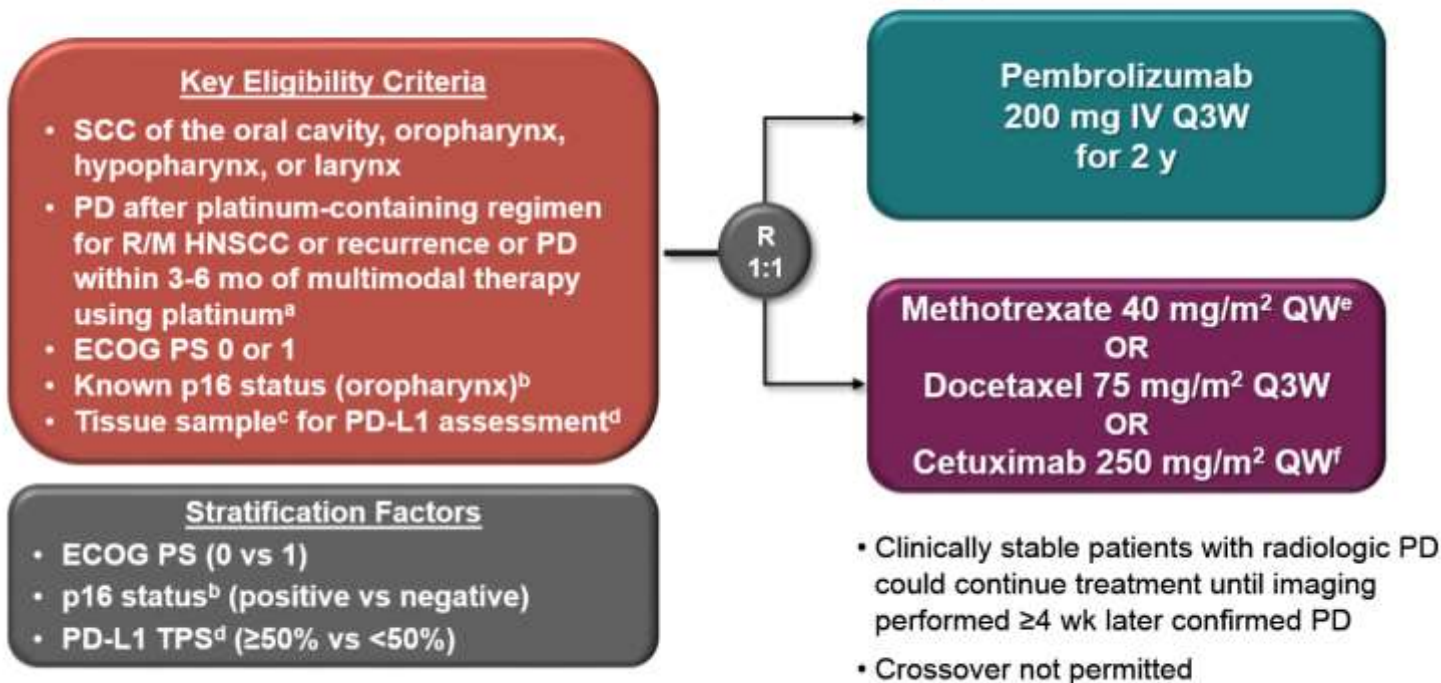 Key Eligibility Criteria
• SCC of the oral cavity, oropharynx,
hypopharynx, or larynx
• PD after platinum-containing regimen
for R/M HNSCC or recurrence or PD
within 3-6 mo of multimodal therapy
using platinumᵃ
• ECOG PS 0 or 1
• Known p16 status (oropharynx)ᵇ
• Tissue sampleᶜ for PD-L1 assessmentᵈ
Stratification Factors
• ECOG PS (0 vs 1)
• p16 statusᵇ (positive vs negative)
• PD-L1 TPSᵈ (≥50% vs <50%)
R
1:1
Pembrolizumab
200 mg IV Q3W
for 2 y
Methotrexate 40 mg/m² QWᵉ
OR
Docetaxel 75 mg/m² Q3W
OR
Cetuximab 250 mg/m² QWᶠ
• Clinically stable patients with radiologic PD
could continue treatment until imaging
performed ≥4 wk later confirmed PD
• Crossover not permitted